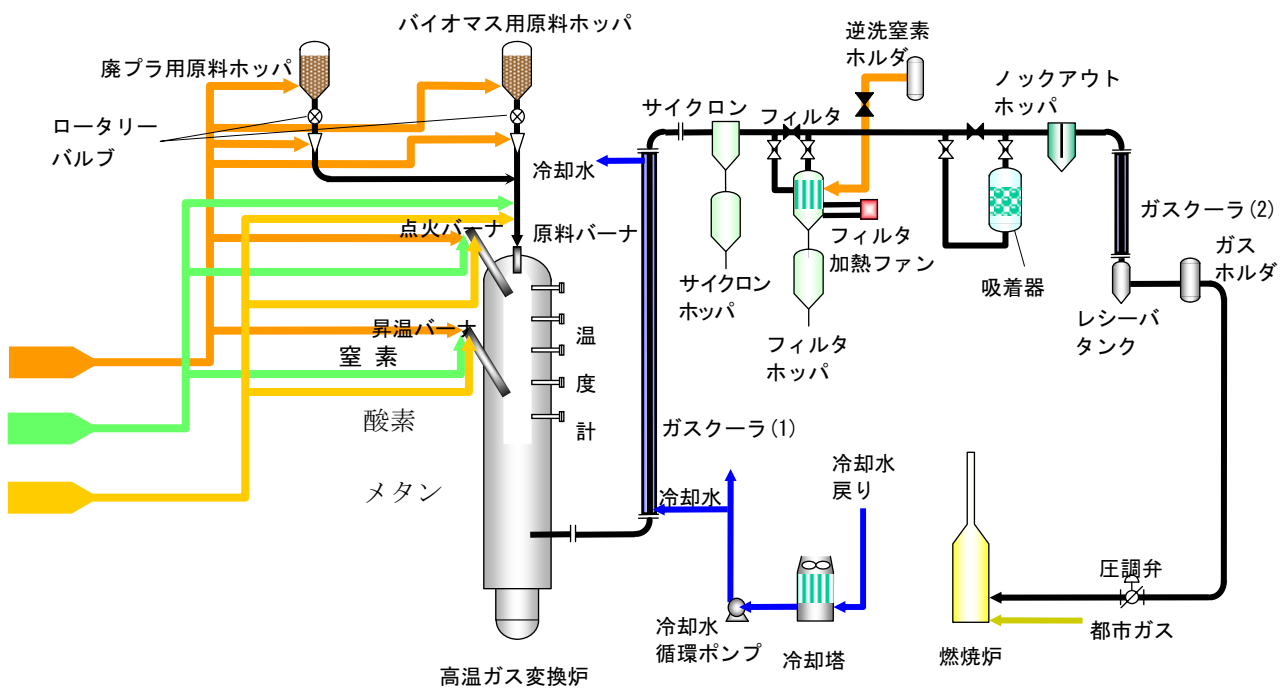 バイオマス用原料ホッパ
廃プラ用原料ホッパ
ロータリー
バルブ
逆洗窒素
ホルダ
ノックアウト
ホッパ
サイクロン
フィルタ
冷却水
点火バーナ
原料バーナ
フィルタ
加熱ファン
ガスクーラ(2)
ガス
ホルダ
サイクロン
ホッパ
吸着器
レシーバ
タンク
昇温バーナ
窒 素
温
度
計
フィルタ
ホッパ
酸素
ガスクーラ(1)
メタン
冷却水
冷却水
戻り
圧調弁
冷却水
循環ポンプ
冷却塔
燃焼炉
都市ガス
高温ガス変換炉